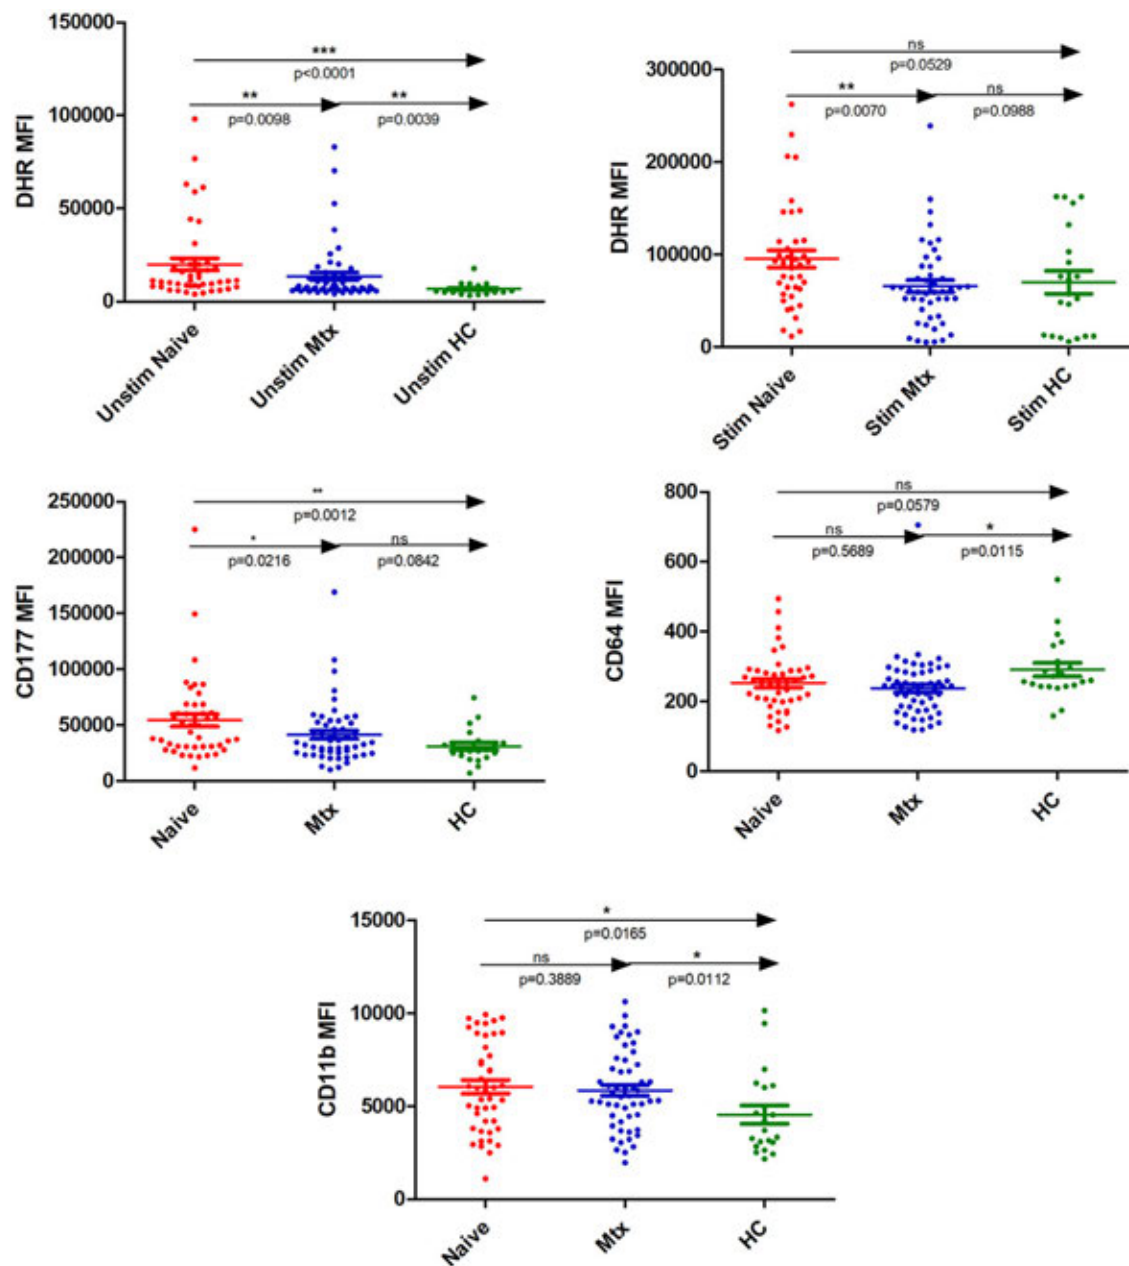 150000
100000
50000
0
DHR MFI
***
p<0.0001
**
p=0.0098
**
p=0.0039
Unstim Naive
Unstim Mtx
Unstim HC
300000
200000
100000
0
DHR MFI
ns
p=0.0529
**
p=0.0070
ns
p=0.0988
Stim Naive
Stim Mtx
Stim HC
250000
200000
150000
100000
50000
0
CD177 MFI
**
p=0.0012
*
p=0.0216
ns
p=0.0842
Naive
Mtx
HC
800
600
400
200
0
CD64 MFI
ns
p=0.0579
ns
p=0.5689
*
p=0.0115
Naive
Mtx
HC
15000
10000
5000
0
CD11b MFI
*
p=0.0165
ns
p=0.3889
*
p=0.0112
Naive
Mtx
HC